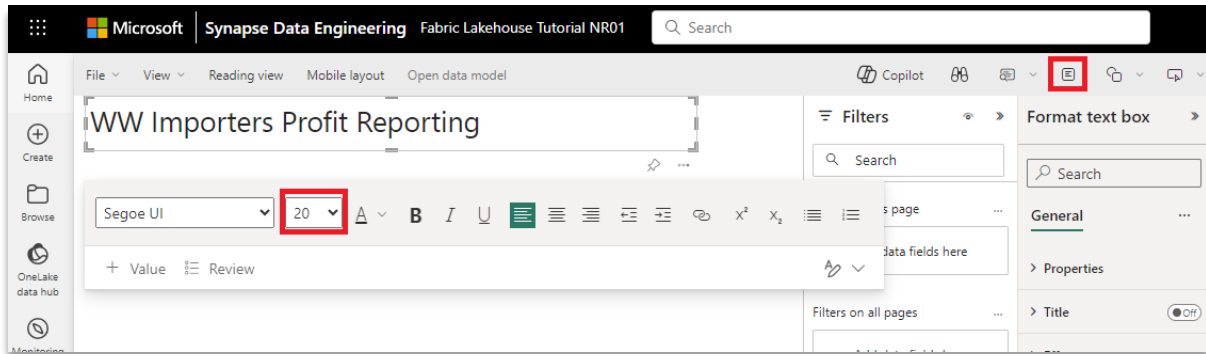 Microsoft Synapse Data Engineering Fabric Lakehouse Tutorial NR01 Search
Home
File View Reading view Mobile layout Open data model Copilot
WW Importers Profit Reporting
Filters
Search
Format text box
Search
Create
Browse
OneLake
data hub
Segoe UI 20 A B I U x² x₂
+ Value Review
s page
data fields here
Filters on all pages
General
Properties
Title Off